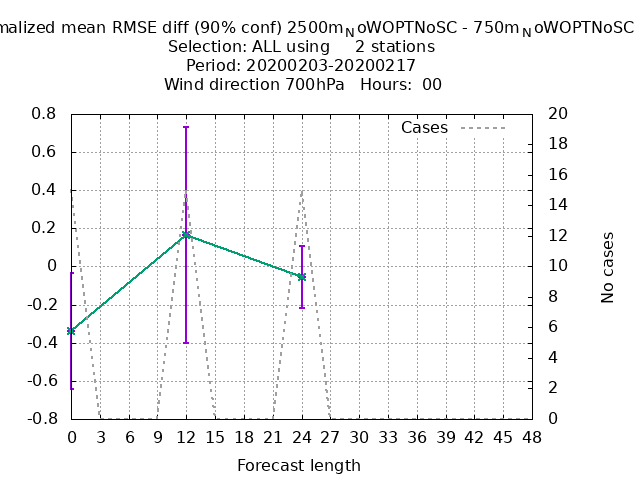 malized mean RMSE diff (90% conf) 2500mNoWOPTNoSC - 750mNoWOPTNoSC
Selection: ALL using 2 stations
Period: 20200203-20200217
Wind direction 700hPa Hours: 00
Cases
0.8
0.6
0.4
0.2
0
-0.2
-0.4
-0.6
-0.8
20
18
16
14
12
10
8
6
4
2
0
No cases
0 3 6 9 12 15 18 21 24 27 30 33 36 39 42 45 48
Forecast length